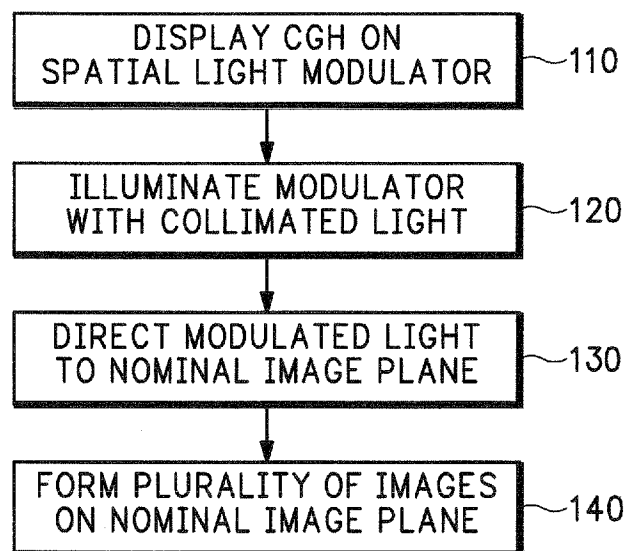 DISPLAY CGH ON
SPATIAL LIGHT MODULATOR
110
ILLUMINATE MODULATOR
WITH COLLIMATED LIGHT
120
DIRECT MODULATED LIGHT
TO NOMINAL IMAGE PLANE
130
FORM PLURALITY OF IMAGES
ON NOMINAL IMAGE PLANE
140